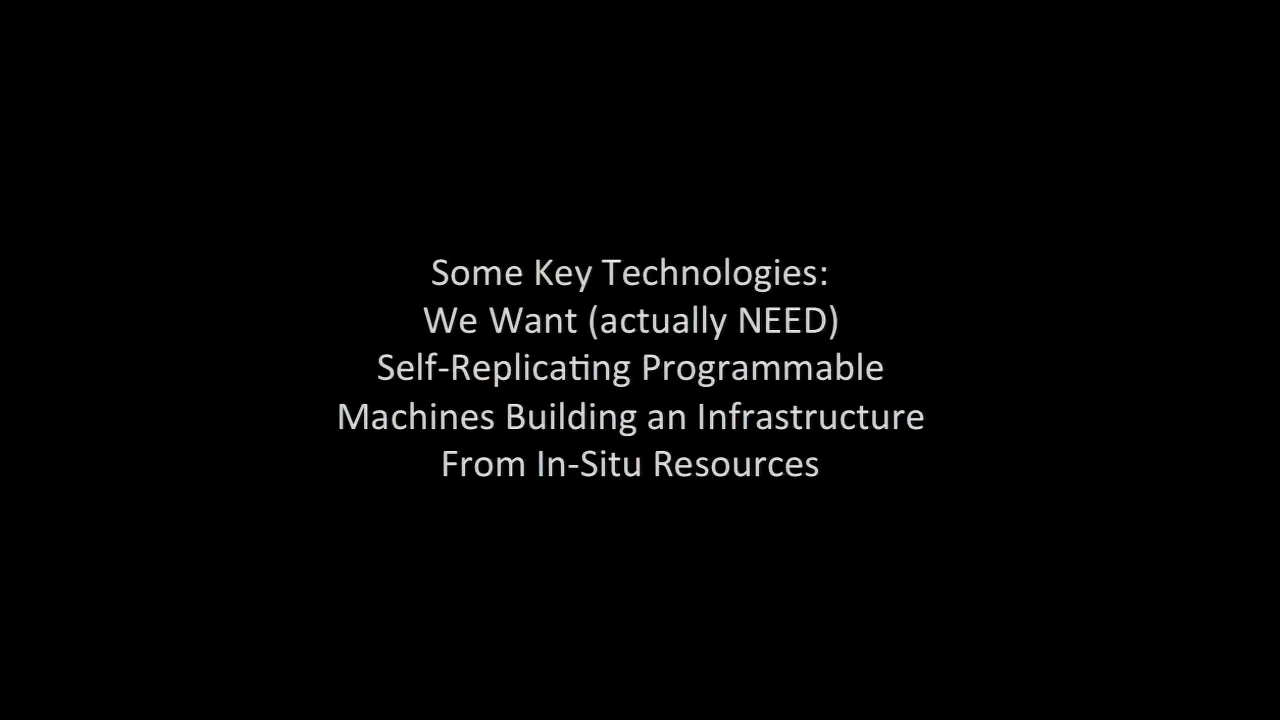 Some Key Technologies:
We Want (actually NEED)
Self-Replicating Programmable
Machines Building an Infrastructure
From In-Situ Resources